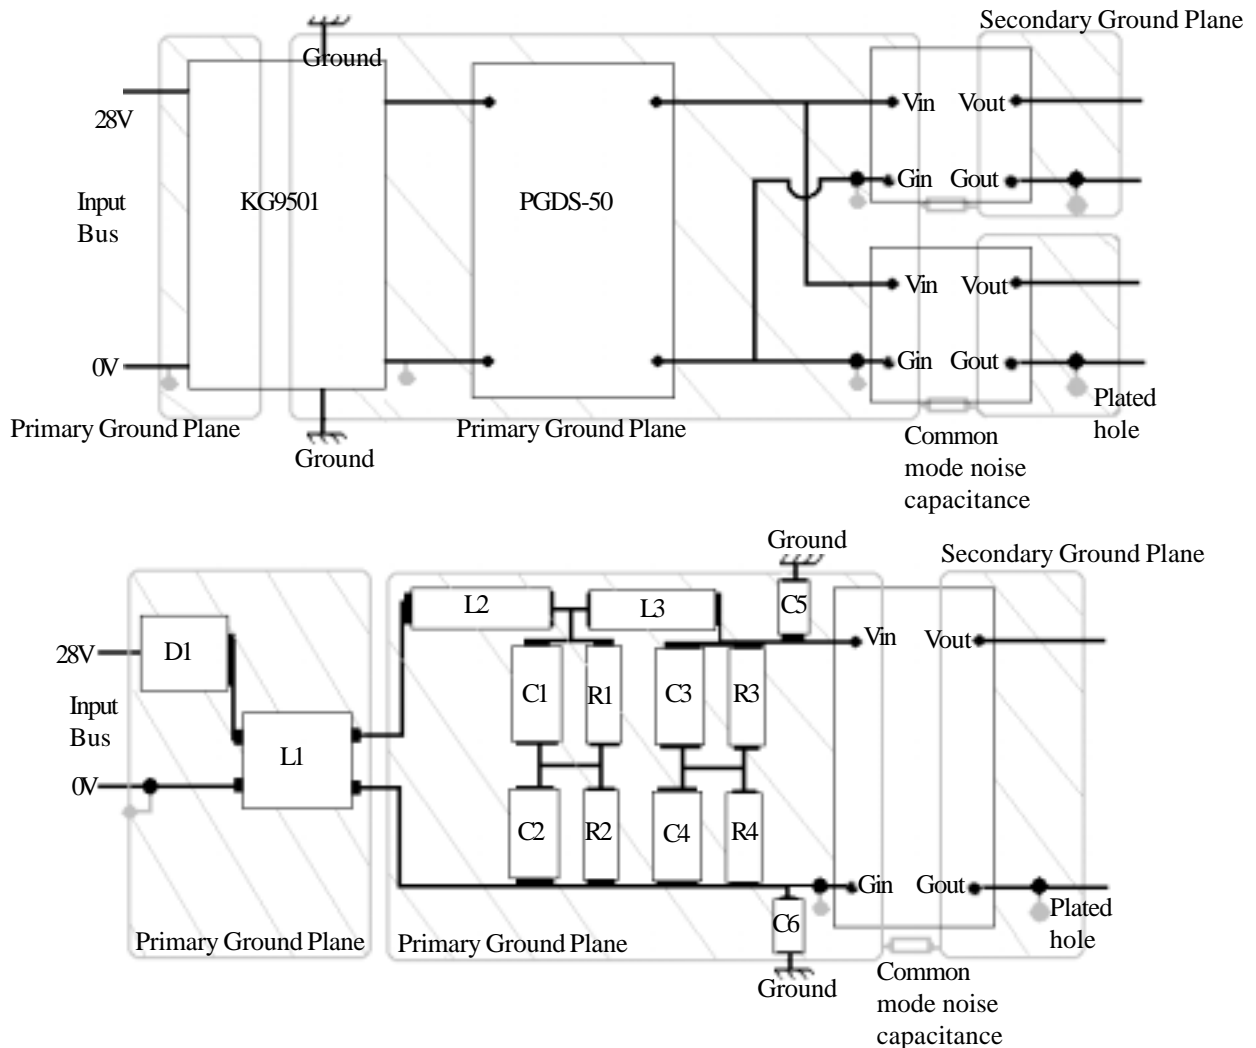 Secondary Ground Plane
Ground
28V
Vin
Vout
Input
Bus
KG9501
PGDS-50
Gin
Gout
Vin
Vout
0V
Gin
Gout
Plated
hole
Primary Ground Plane
Primary Ground Plane
Ground
Common
mode noise
capacitance
Ground
Secondary Ground Plane
L2
L3
C5
28V
D1
Vin
Vout
Input
Bus
C1
R1
C3
R3
L1
0V
C2
R2
C4
R4
Gin
Gout
C6
Plated
hole
Primary Ground Plane
Primary Ground Plane
Ground
Common
mode noise
capacitance